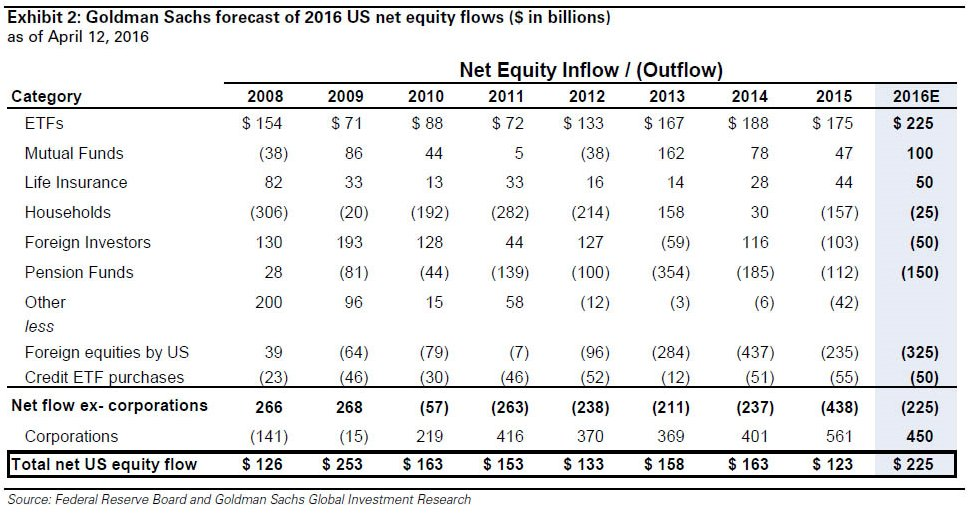 Exhibit 2: Goldman Sachs forecast of 2016 US net equity flows ($ in billions)
as of April 12, 2016
Net Equity Inflow / (Outflow)
Category 2008 2009 2010 2011 2012 2013 2014 2015 2016E
ETFs $ 154 $ 71 $ 88 $ 72 $ 133 $ 167 $ 188 $ 175 $ 225
Mutual Funds (38) 86 44 5 (38) 162 78 47 100
Life Insurance 82 33 13 33 16 14 28 44 50
Households (306) (20) (192) (282) (214) 158 30 (157) (25)
Foreign Investors 130 193 128 44 127 (59) 116 (103) (50)
Pension Funds 28 (81) (44) (139) (100) (354) (185) (112) (150)
Other 200 96 15 58 (12) (3) (6) (42)
less
Foreign equities by US 39 (64) (79) (7) (96) (284) (437) (235) (325)
Credit ETF purchases (23) (46) (30) (46) (52) (12) (51) (55) (50)
Net flow ex- corporations 266 268 (57) (263) (238) (211) (237) (438) (225)
Corporations (141) (15) 219 416 370 369 401 561 450
Total net US equity flow $ 126 $ 253 $ 163 $ 153 $ 133 $ 158 $ 163 $ 123 $ 225
Source: Federal Reserve Board and Goldman Sachs Global Investment Research